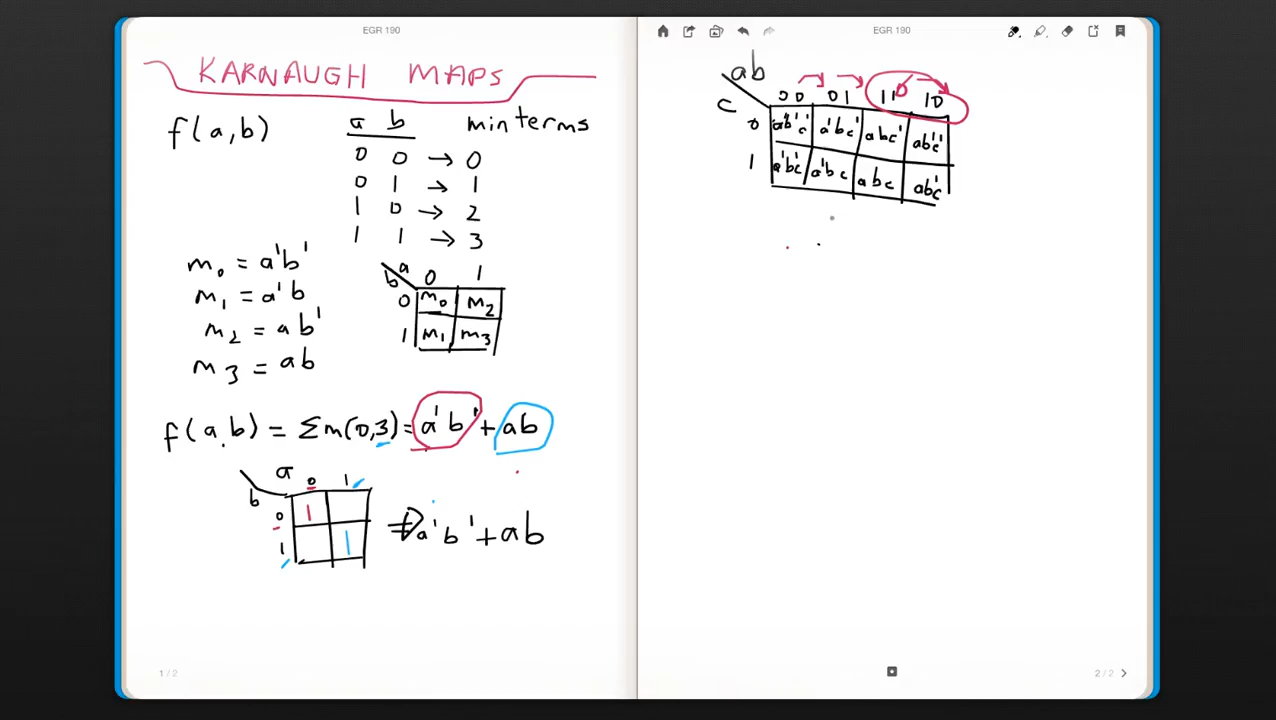 EGR 190
KARNAUGH MAPS
f(a,b)
a b minterms
0 0 → 0
0 1 → 1
1 0 → 2
1 1 → 3
m₀ = a'b'
m₁ = a'b
m₂ = ab'
m₃ = ab
a 0 1
b
0 m₀ m₂
1 m₁ m₃
f(a,b) = Σm(0,3) = a'b' + ab
a 0 1
b
0 1
1 1
a'b' + ab
1/2
EGR 190
ab
c 00 01 11 10
0 a'bc' abc'
1 a'b'c a'bc abc
2/2